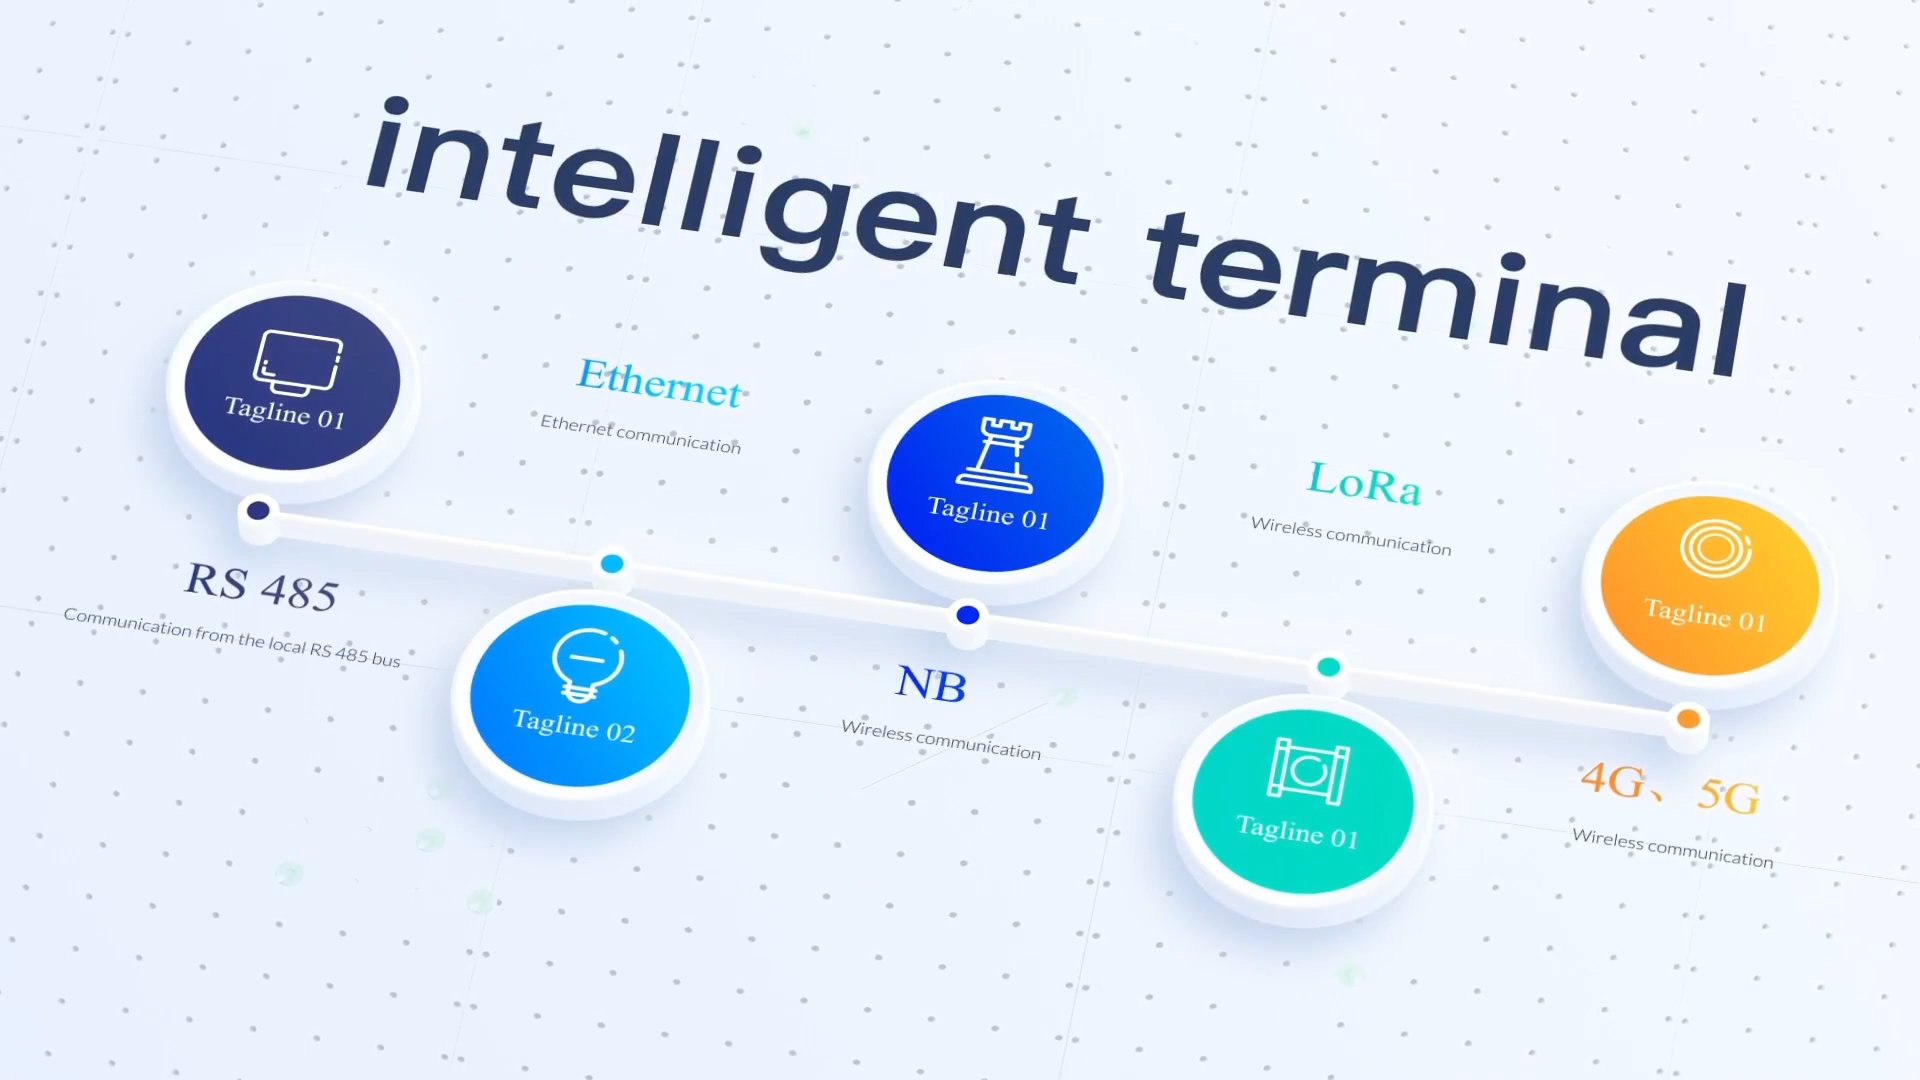 intelligent terminal
Tagline 01
Ethernet
Ethernet communication
Tagline 01
LoRa
Wireless communication
Tagline 01
RS 485
Communication from the local RS 485 bus
Tagline 02
NB
Wireless communication
Tagline 01
4G、5G
Wireless communication